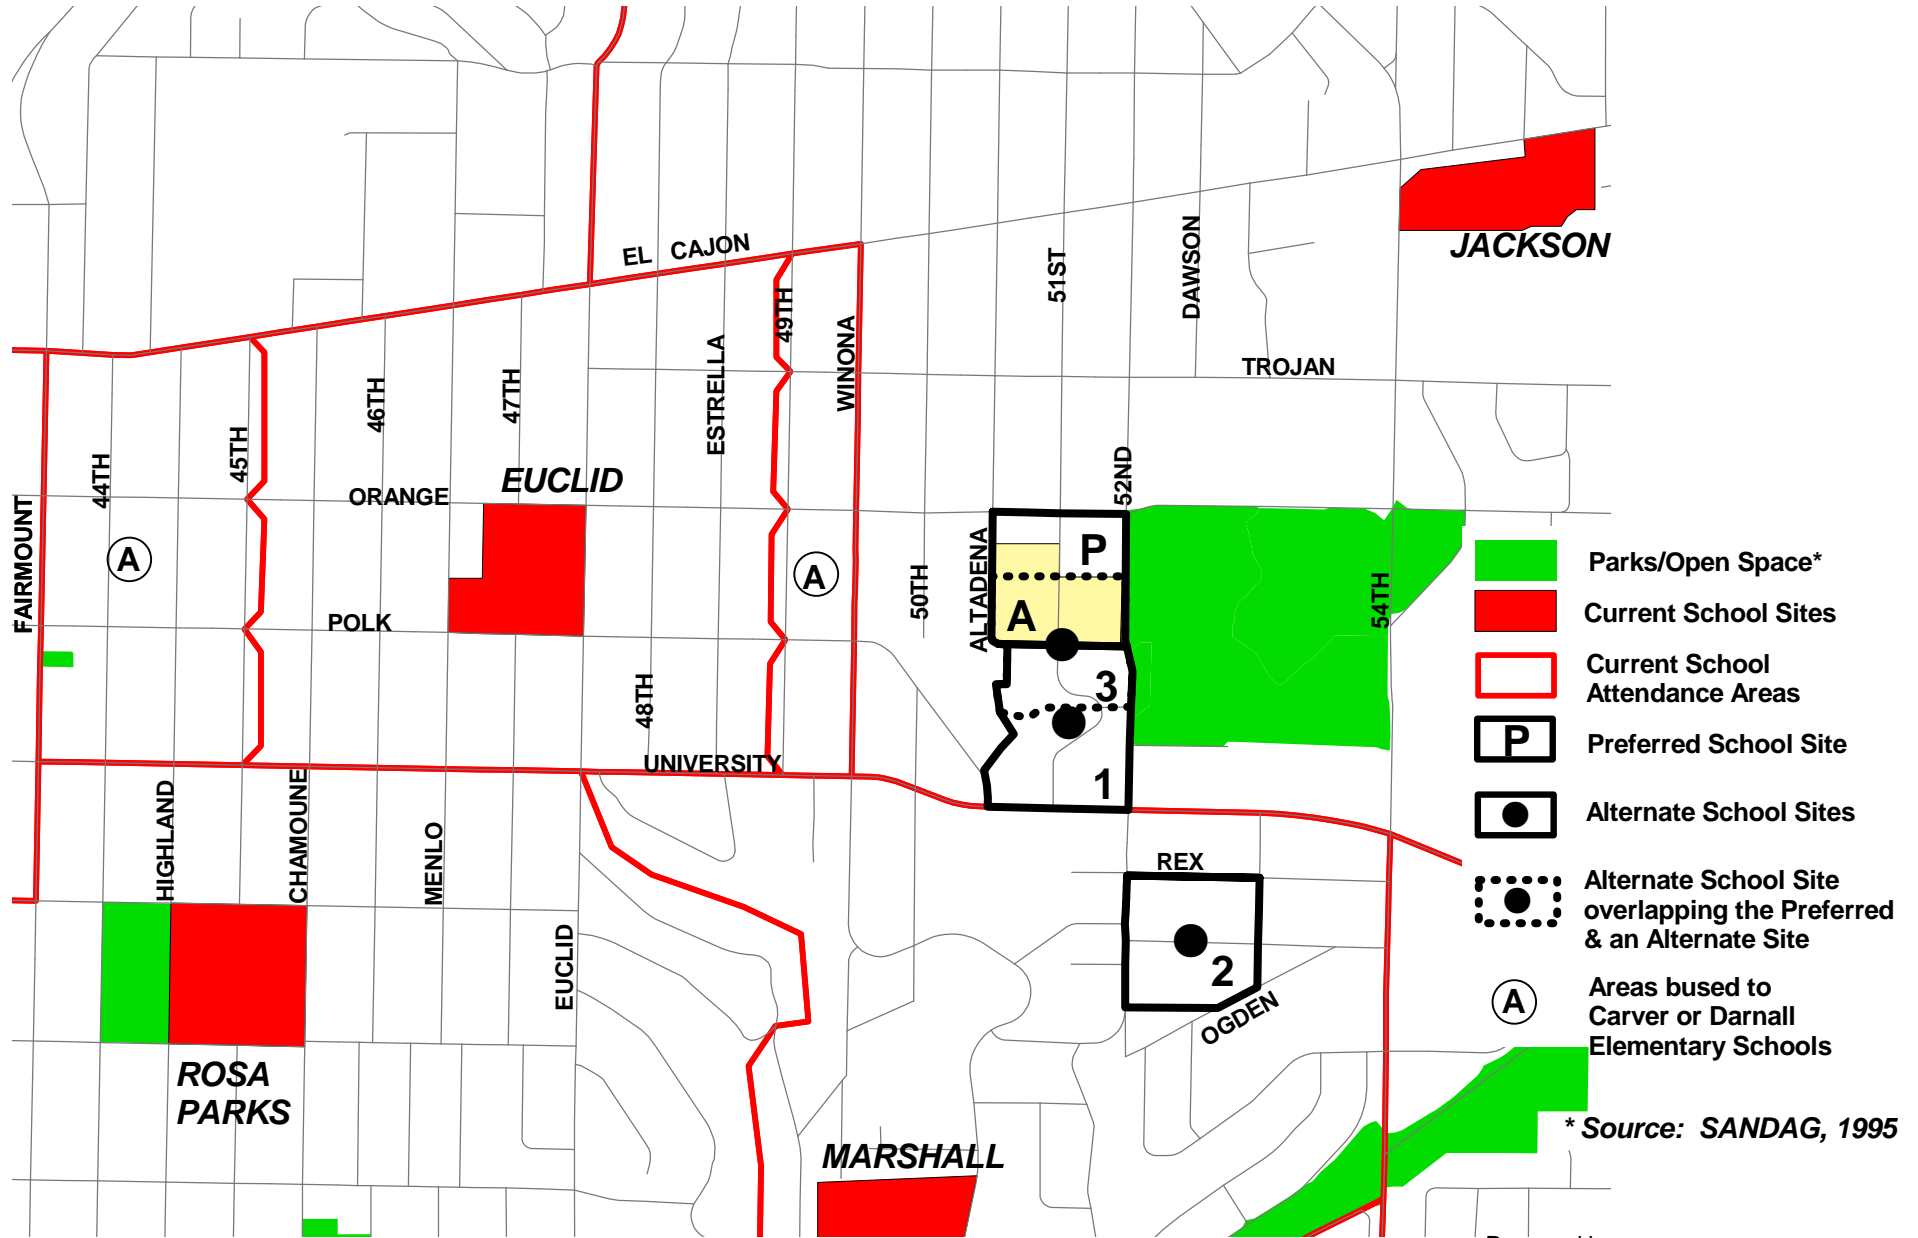 JACKSON
EL CAJON
51ST
DAWSON
49TH
WINONA
ESTRELLA
TROJAN
46TH
47TH
45TH
44TH
EUCLID
ORANGE
52ND
FAIRMOUNT
A
A
P
ALTADENA
50TH
54TH
A
POLK
3
48TH
UNIVERSITY
1
HIGHLAND
CHAMOUNE
MENLO
REX
EUCLID
2
OGDEN
ROSA
PARKS
MARSHALL
Parks/Open Space*
Current School Sites
Current School
Attendance Areas
P
Preferred School Site
Alternate School Sites
Alternate School Site
overlapping the Preferred
& an Alternate Site
A
Areas bused to
Carver or Darnall
Elementary Schools
* Source: SANDAG, 1995